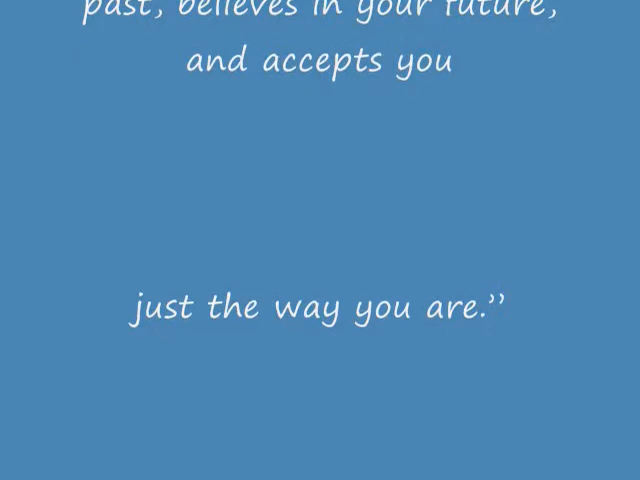 past, believes in your future,
and accepts you
just the way you are.”